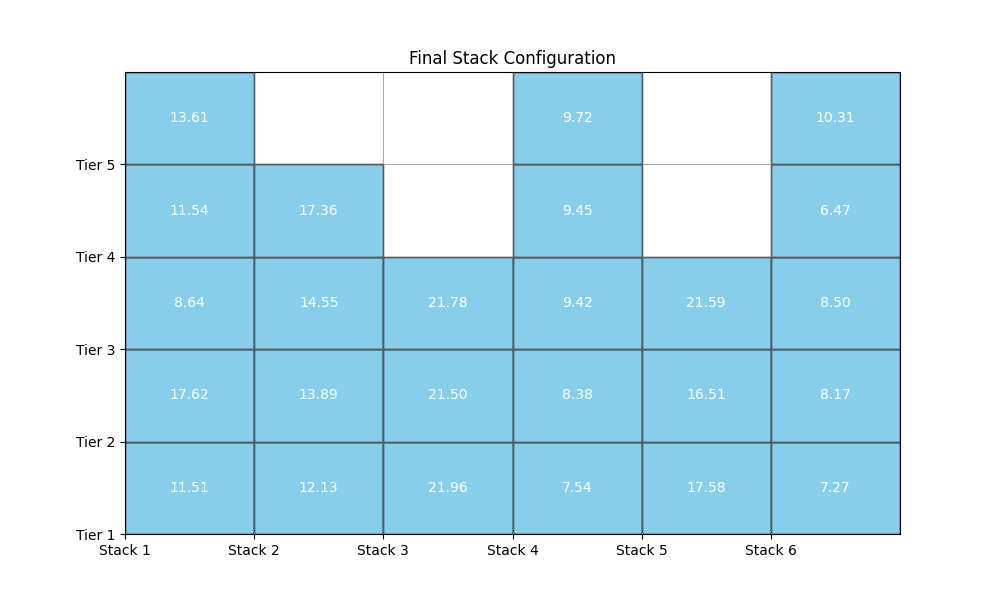 Final Stack Configuration
13.61 9.72 10.31
Tier 5
11.54 17.36 9.45 6.47
Tier 4
8.64 14.55 21.78 9.42 21.59 8.50
Tier 3
17.62 13.89 21.50 8.38 16.51 8.17
Tier 2
11.51 12.13 21.96 7.54 17.58 7.27
Tier 1
Stack 1 Stack 2 Stack 3 Stack 4 Stack 5 Stack 6